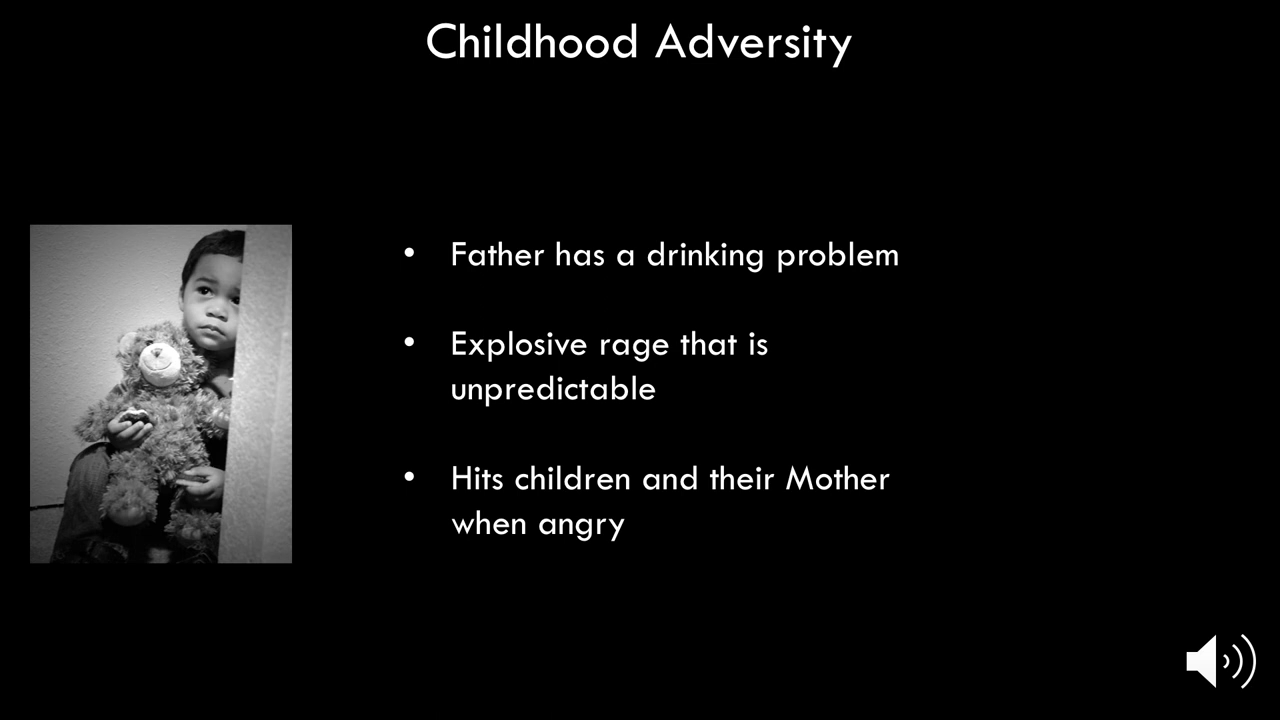 Childhood Adversity
• Father has a drinking problem
• Explosive rage that is
unpredictable
• Hits children and their Mother
when angry